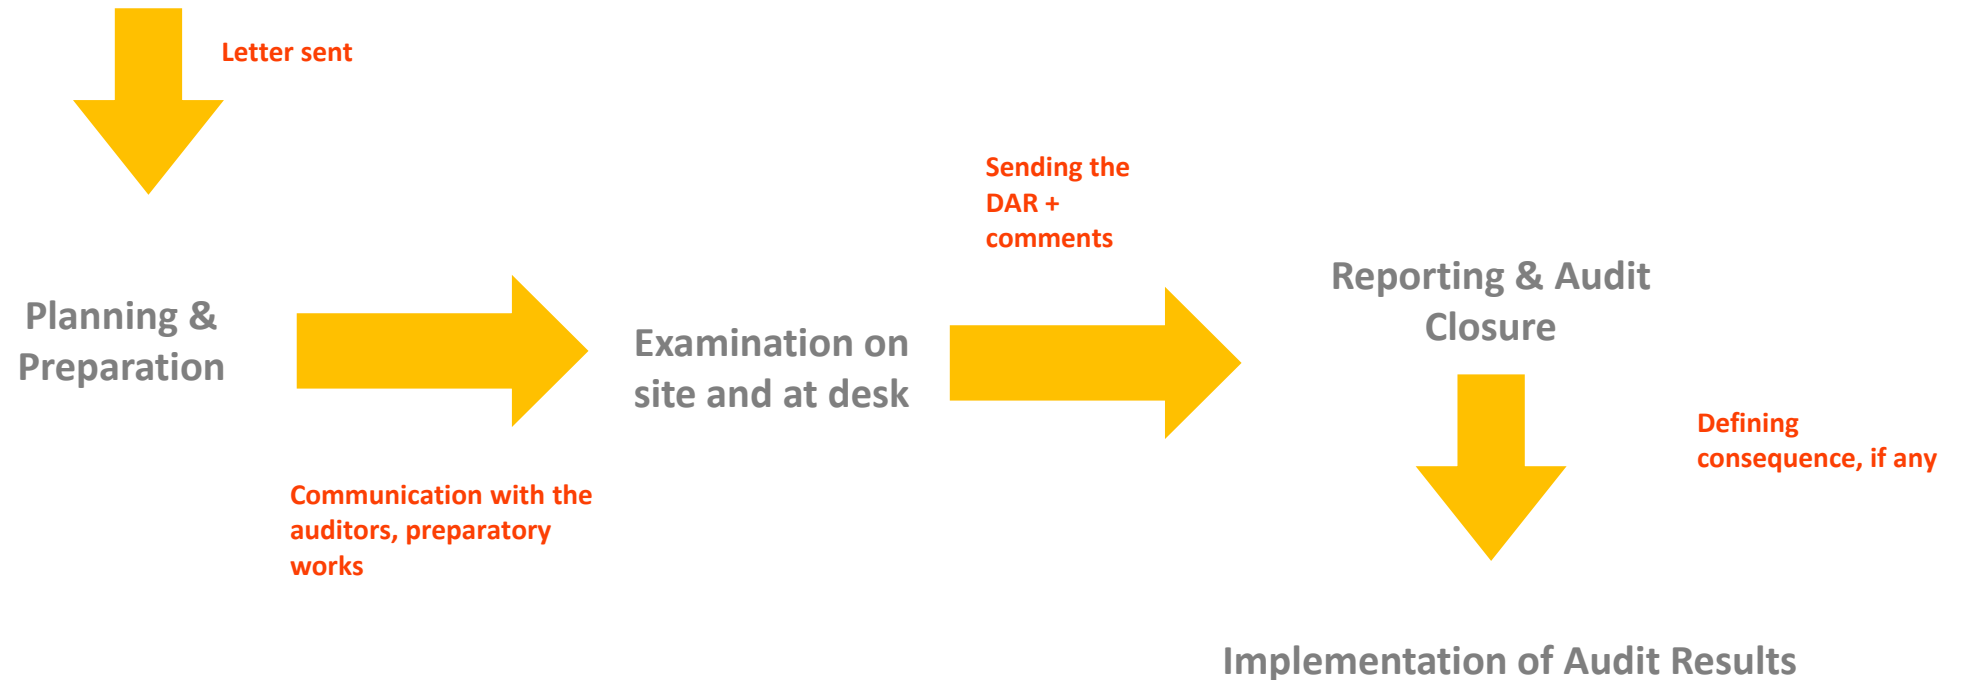 Letter sent
Planning &
Preparation
Communication with the
auditors, preparatory
works
Examination on
site and at desk
Sending the
DAR +
comments
Reporting & Audit
Closure
Defining
consequence, if any
Implementation of Audit Results